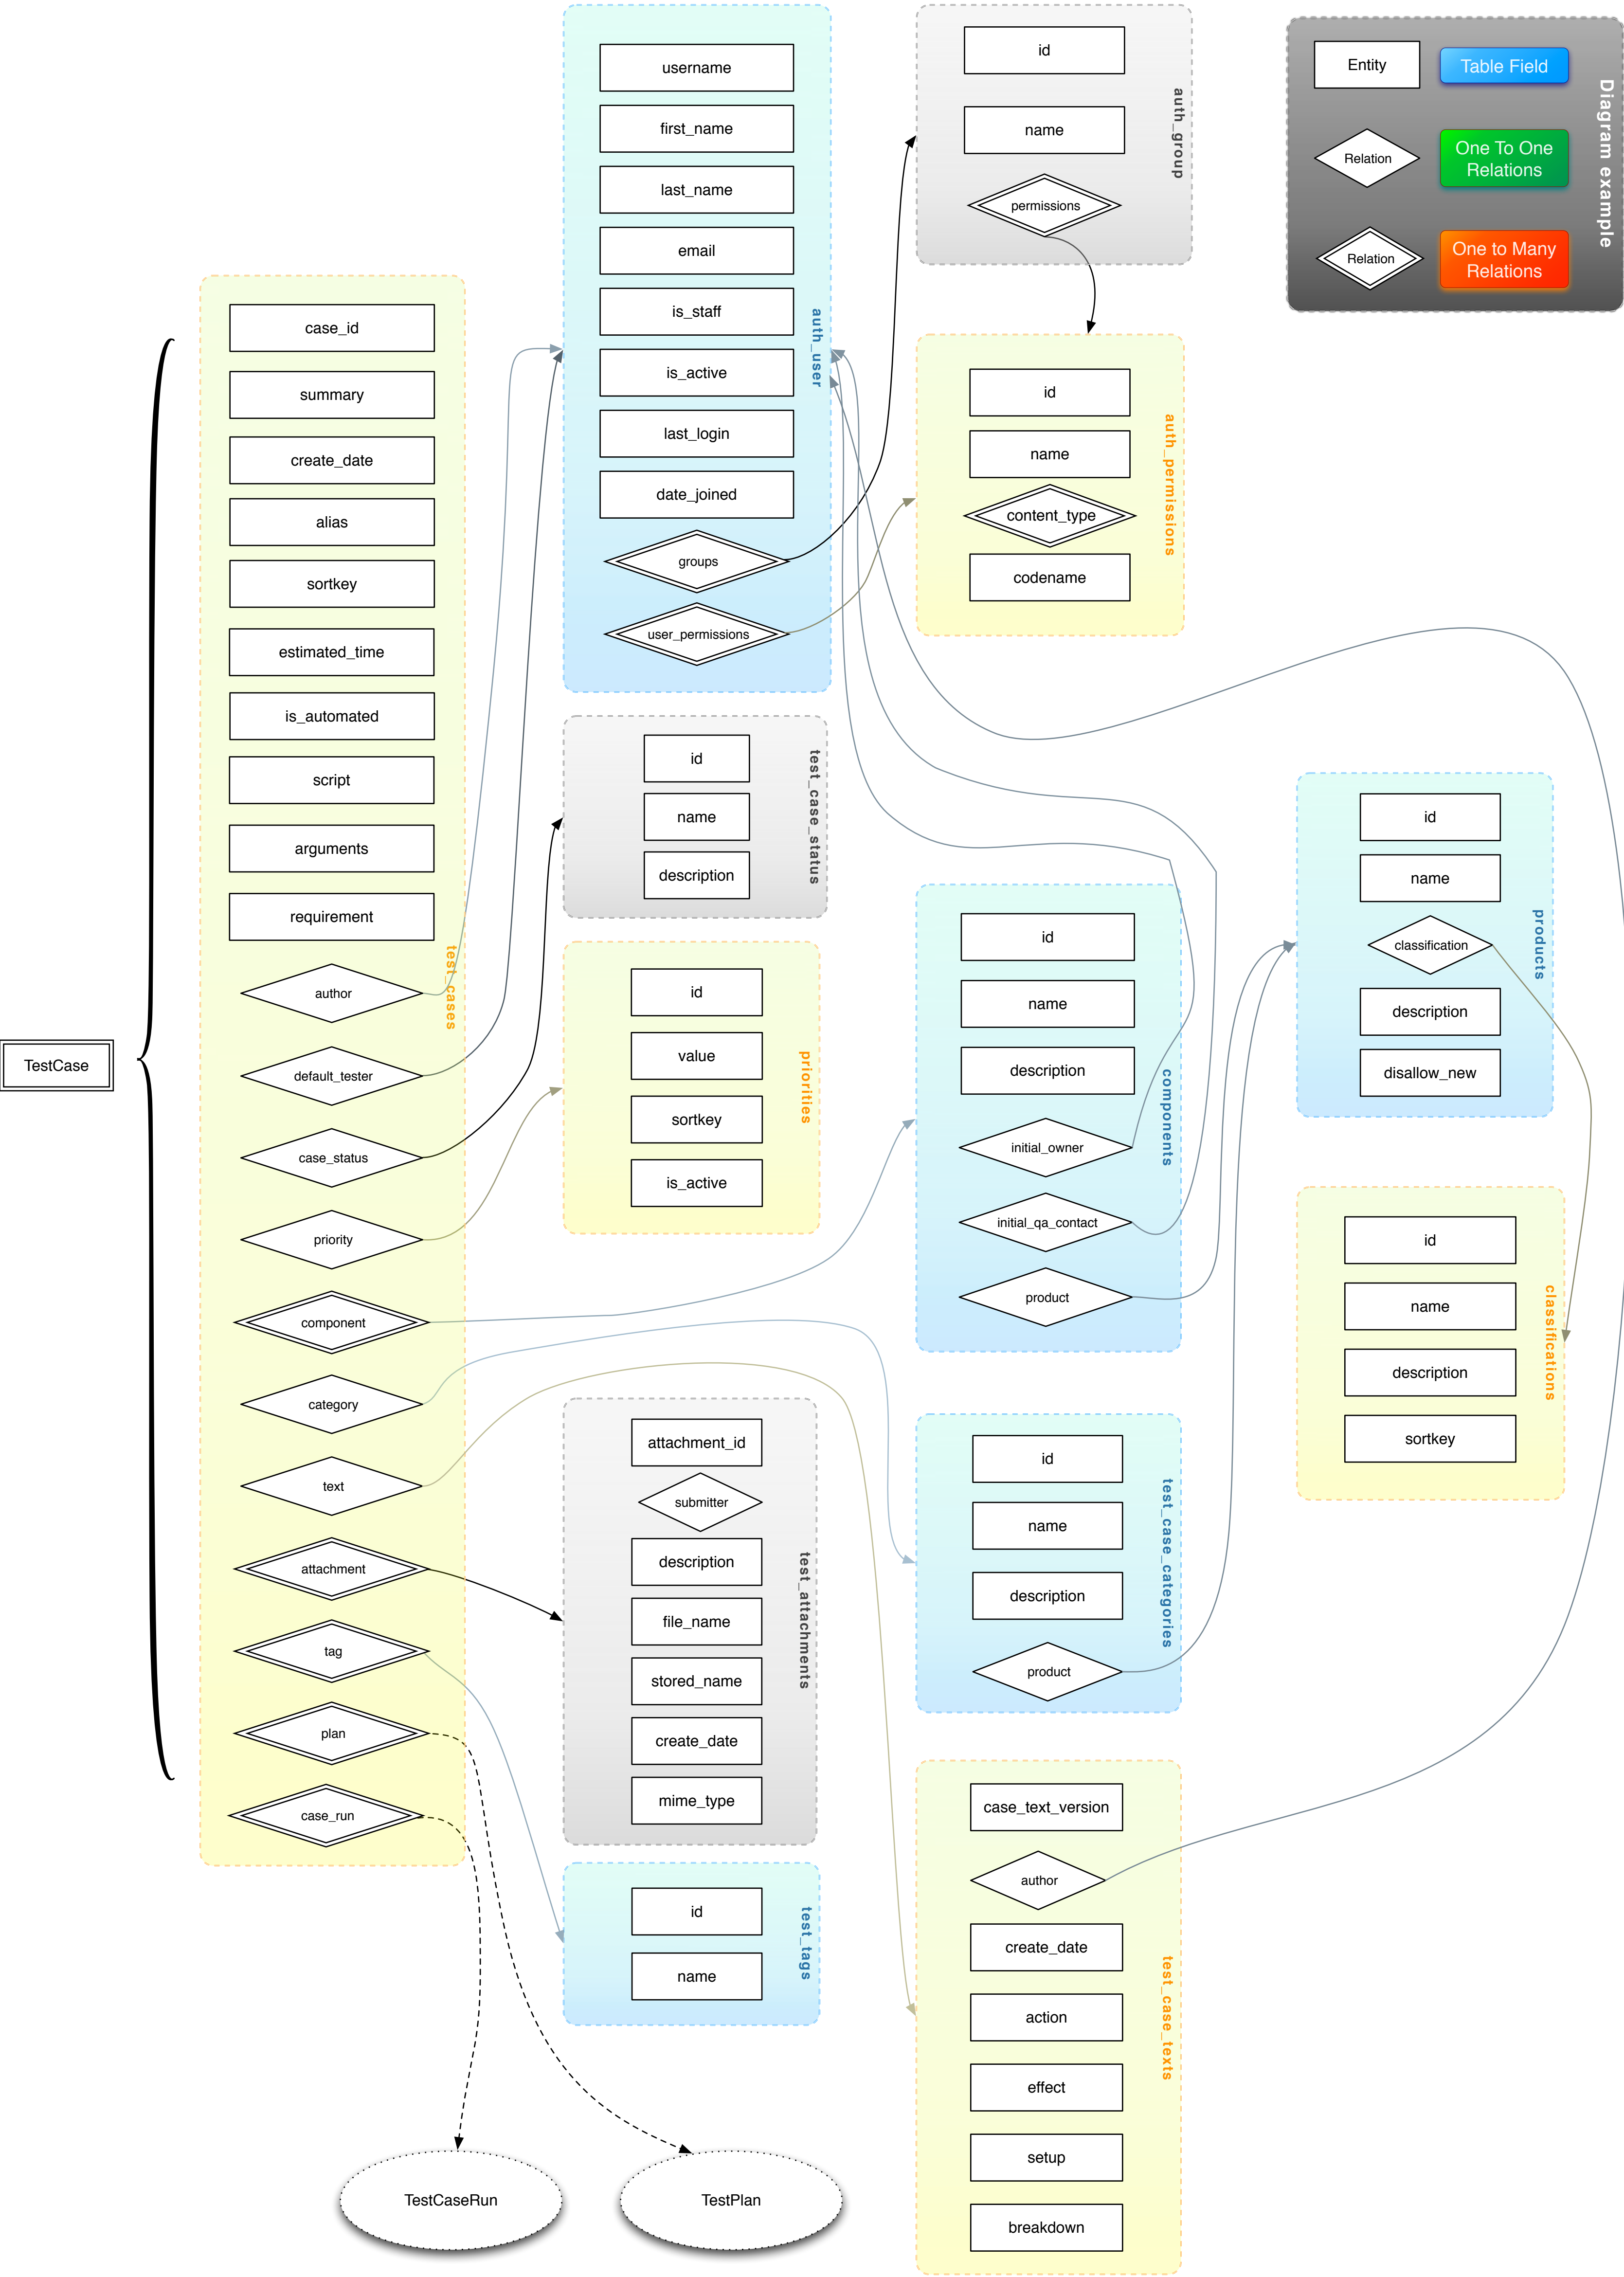 TestCase
case_id
summary
create_date
alias
sortkey
estimated_time
is_automated
script
arguments
requirement
author
default_tester
case_status
priority
component
category
text
attachment
tag
plan
case_run
test_cases
username
first_name
last_name
email
is_staff
is_active
last_login
date_joined
groups
user_permissions
auth_user
id
name
description
test_case_status
id
value
sortkey
is_active
priorities
attachment_id
submitter
description
file_name
stored_name
create_date
mime_type
test_attachments
id
name
test_tags
TestCaseRun
TestPlan
id
name
permissions
auth_group
id
name
content_type
codename
auth_permissions
id
name
description
initial_owner
initial_qa_contact
product
components
id
name
description
product
test_case_categories
case_text_version
author
create_date
action
effect
setup
breakdown
test_case_texts
Entity
Table Field
Relation
One To One
Relations
Relation
One to Many
Relations
Diagram example
id
name
classification
description
disallow_new
products
id
name
description
sortkey
classifications